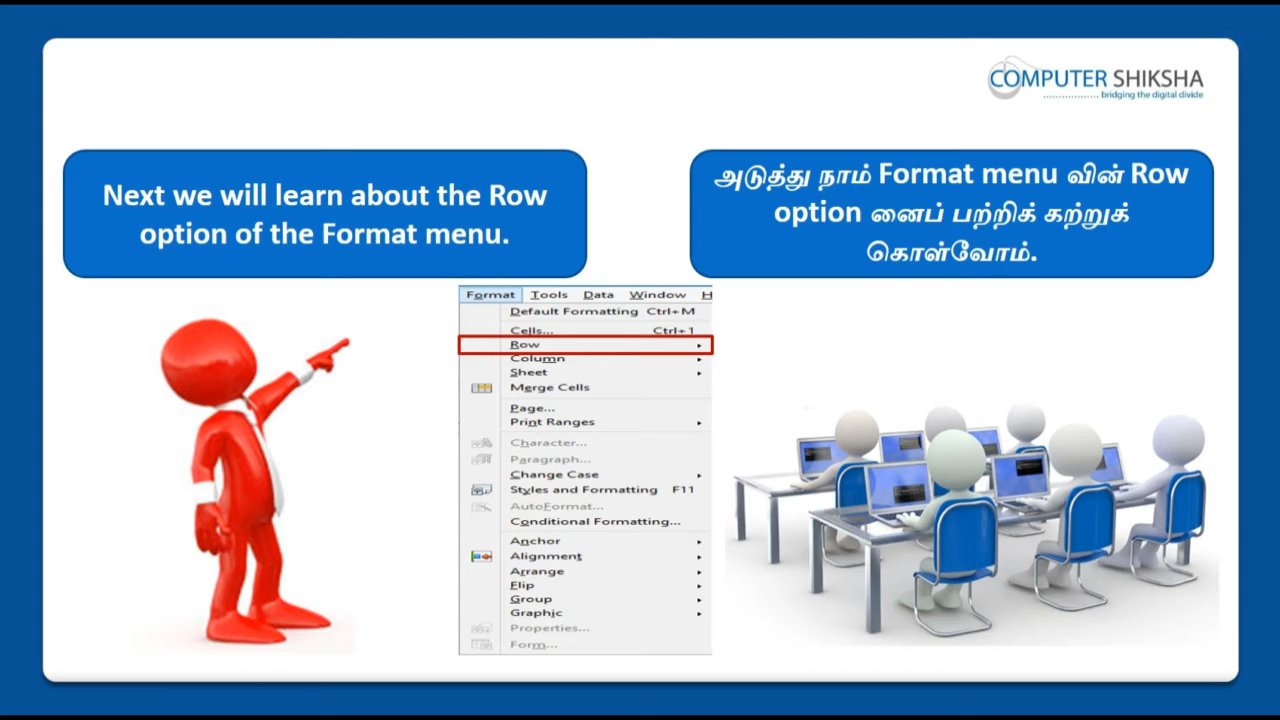 COMPUTER SHIKSHA
bridging the digital divide
Next we will learn about the Row
option of the Format menu.
அடுத்து நாம் Format menu வின் Row
option னைப் பற்றிக் கற்றுக்
கொள்வோம்.
Format Tools Data Window H
Default Formatting Ctrl+M
Cells... Ctrl+1
Row
Column
Sheet
Merge Cells
Page...
Print Ranges
Character...
Paragraph...
Change Case
Styles and Formatting F11
AutoFormat...
Conditional Formatting...
Anchor
Alignment
Arrange
Flip
Group
Graphic
Properties...
Form...